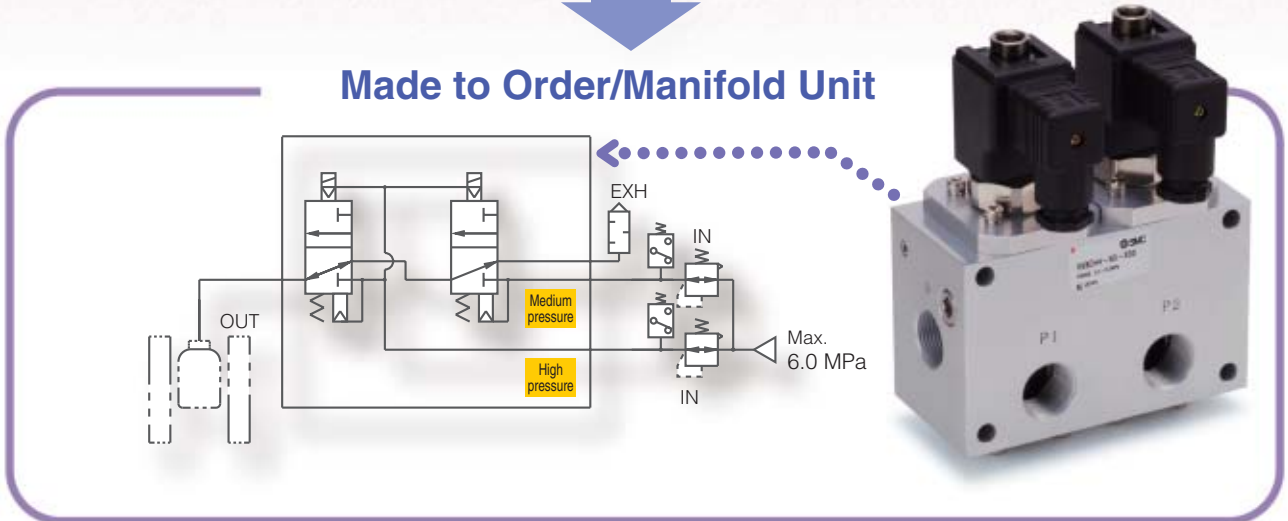 Made to Order/Manifold Unit
EXH
IN
Medium
pressure
OUT
Max.
6.0 MPa
High
pressure
IN
SMC
P1
P2